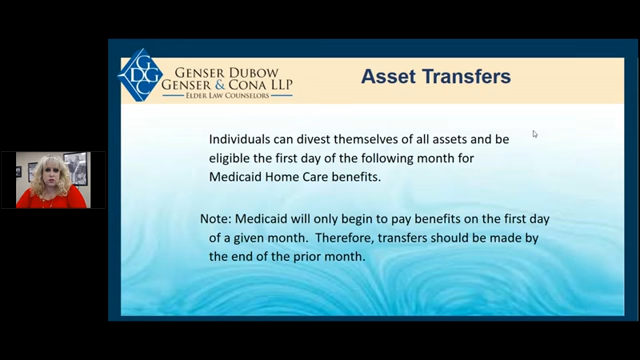 GDGC
GENSER DUBOW
GENSER & CONA LLP
ELDER LAW COUNSELORS
Asset Transfers
Individuals can divest themselves of all assets and be
eligible the first day of the following month for
Medicaid Home Care benefits.
Note: Medicaid will only begin to pay benefits on the first day
of a given month. Therefore, transfers should be made by
the end of the prior month.